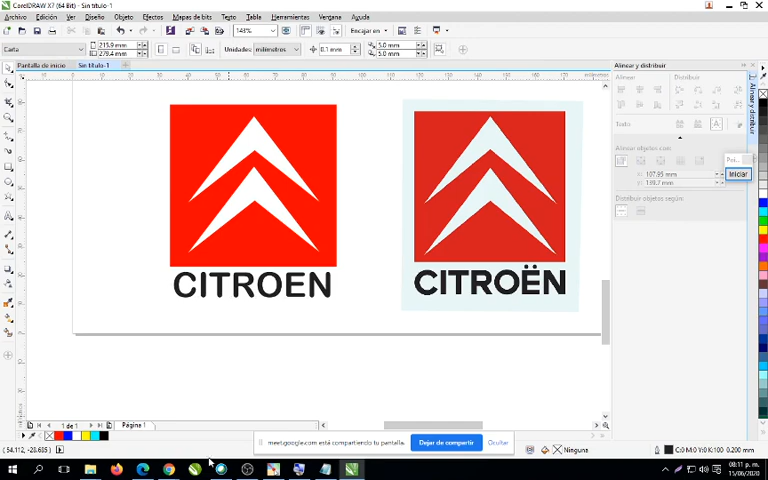 CorelDRAW X7 (64 Bit) - Sin título-1
Archivo Edición Ver Diseño Objeto Efectos Mapas de bits Texto Tabla Herramientas Ventana Ayuda
148% Encajar en
Carta 215.9 mm 279.4 mm Unidades: milímetros 0.1 mm 5.0 mm 5.0 mm
Pantalla de inicio Sin título-1
milímetros
Alinear y distribuir
Alinear: Distribuir:
Texto:
Alinear objetos con:
107.95 mm
139.7 mm
Distribuir objetos según:
Alinear y distribuir
Iniciar
CITROEN
CITROËN
1 de 1 Página 1
meet.google.com está compartiendo tu pantalla. Dejar de compartir Ocultar
Ninguna
C:0 M:0 Y:0 K:100 0.200 mm
08:11 p. m.
15/06/2020